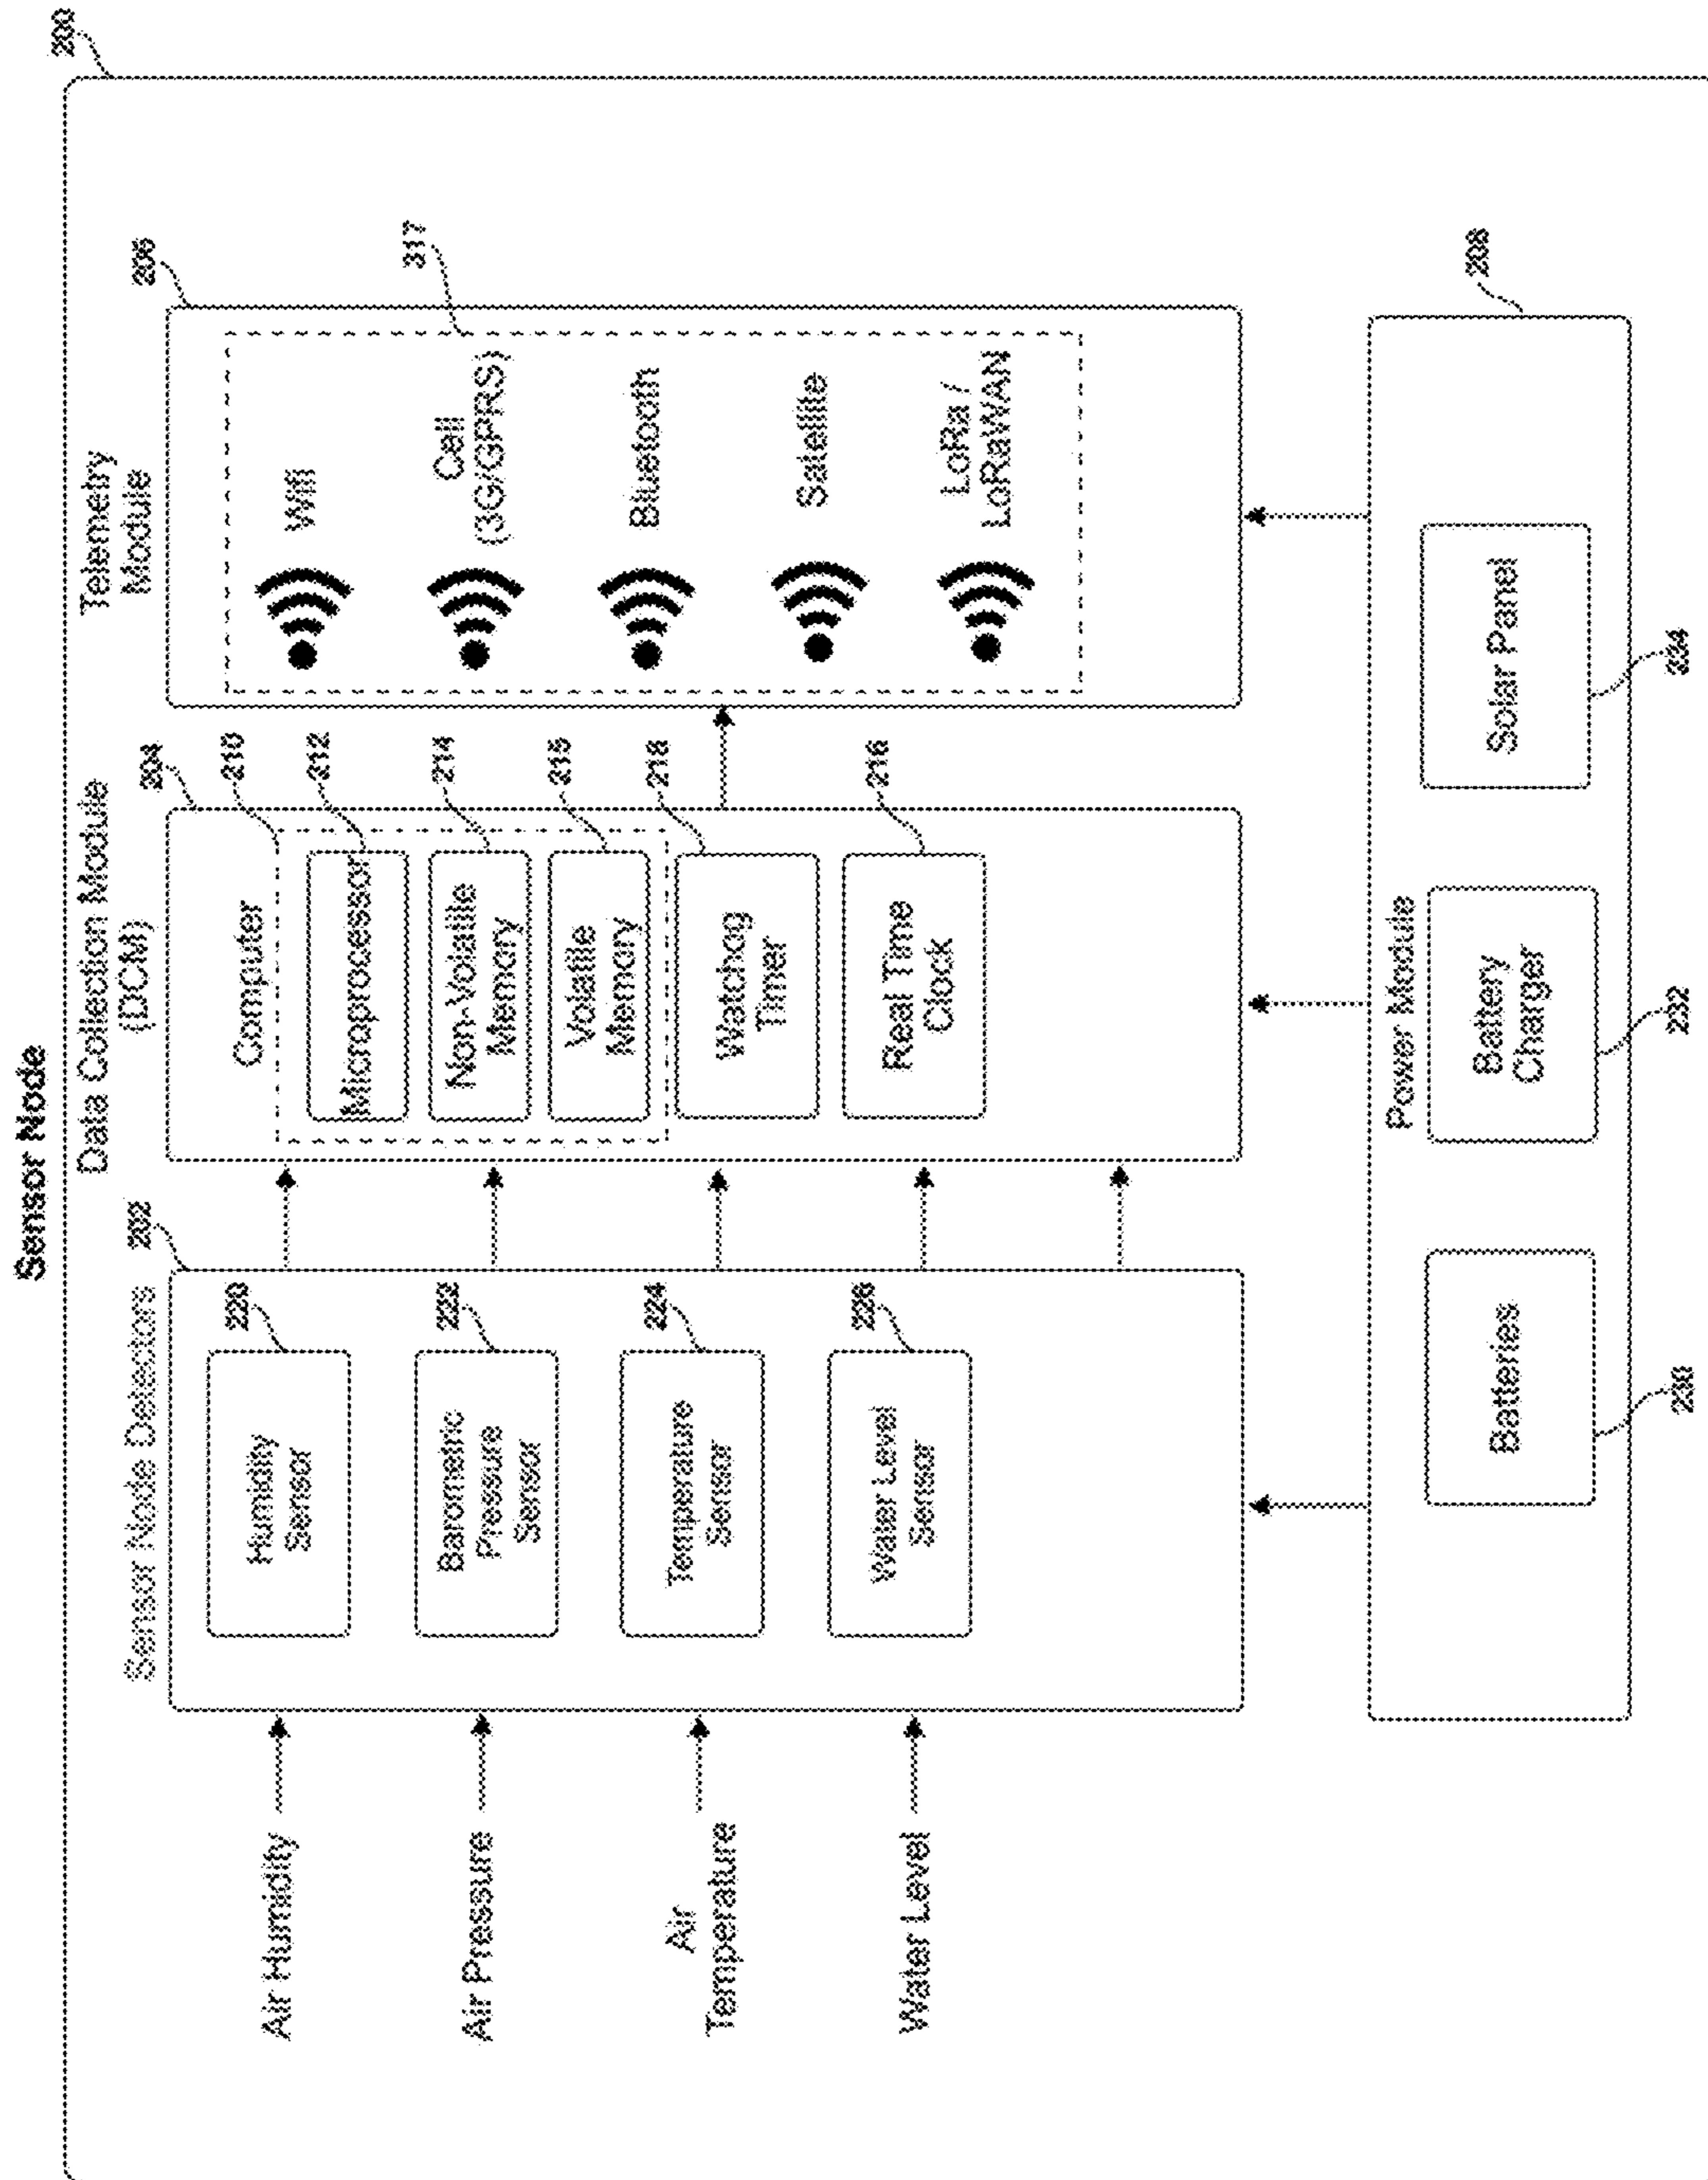 Sensor Node
200
Sensor Node Detectors
202
Data Collection Module
(DCM)
204
Telemetry
Module
206
Air Humidity
Air Pressure
Air
Temperature
Water Level
Humidity
Sensor
220
Barometric
Pressure
Sensor
222
Temperature
Sensor
224
Water Level
Sensor
226
Computer
210
Microprocessor
212
Non-Volatile
Memory
214
Volatile
Memory
215
Watchog
Timer
218
Real Time
Clock
216
317
Wifi
Cell
(3G/GPRS)
Bluetooth
Satellite
LoRa /
LoRaWAN
Power Module
208
Batteries
230
Battery
Charger
232
Solar Panel
234